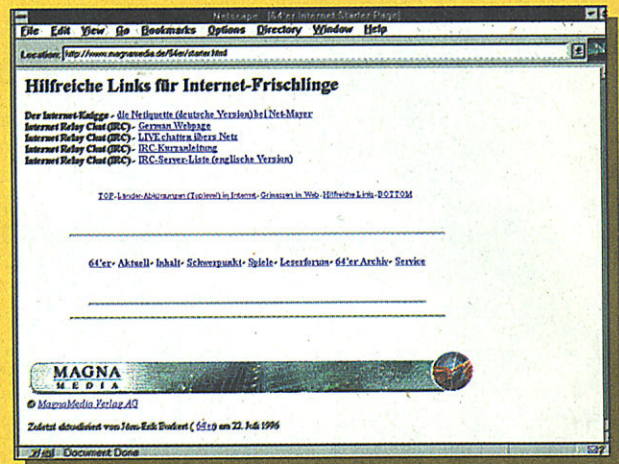 Netscape - [64'er Internet Starter Page]
File Edit View Go Bookmarks Options Directory Window Help
Location: http://www.magnamedia.de/64er/starter.html
Hilfreiche Links für Internet-Frischlinge
Der Internet-Knigge - die Netiquette (deutsche Version) bei Net-Mayer
Internet Relay Chat (IRC) - German Webpage
Internet Relay Chat (IRC) - LIVE chatten übers Netz
Internet Relay Chat (IRC) - IRC-Kurzanleitung
Internet Relay Chat (IRC) - IRC-Server-Liste (englische Version)
TOP - Länder-Abkürzungen (Toplevel) in Internet - Grimassen in Web - Hilfreiche Links - BOTTOM
64'er - Aktuell - Inhalt - Schwerpunkt - Spiele - Leserforum - 64'er Archiv - Service
MAGNA
MEDIA
© MagnaMedia Verlag AG
Zuletzt aktualisiert von Jörn-Erik Burkert ( 64'er) am 22. Juli 1996
Document Done